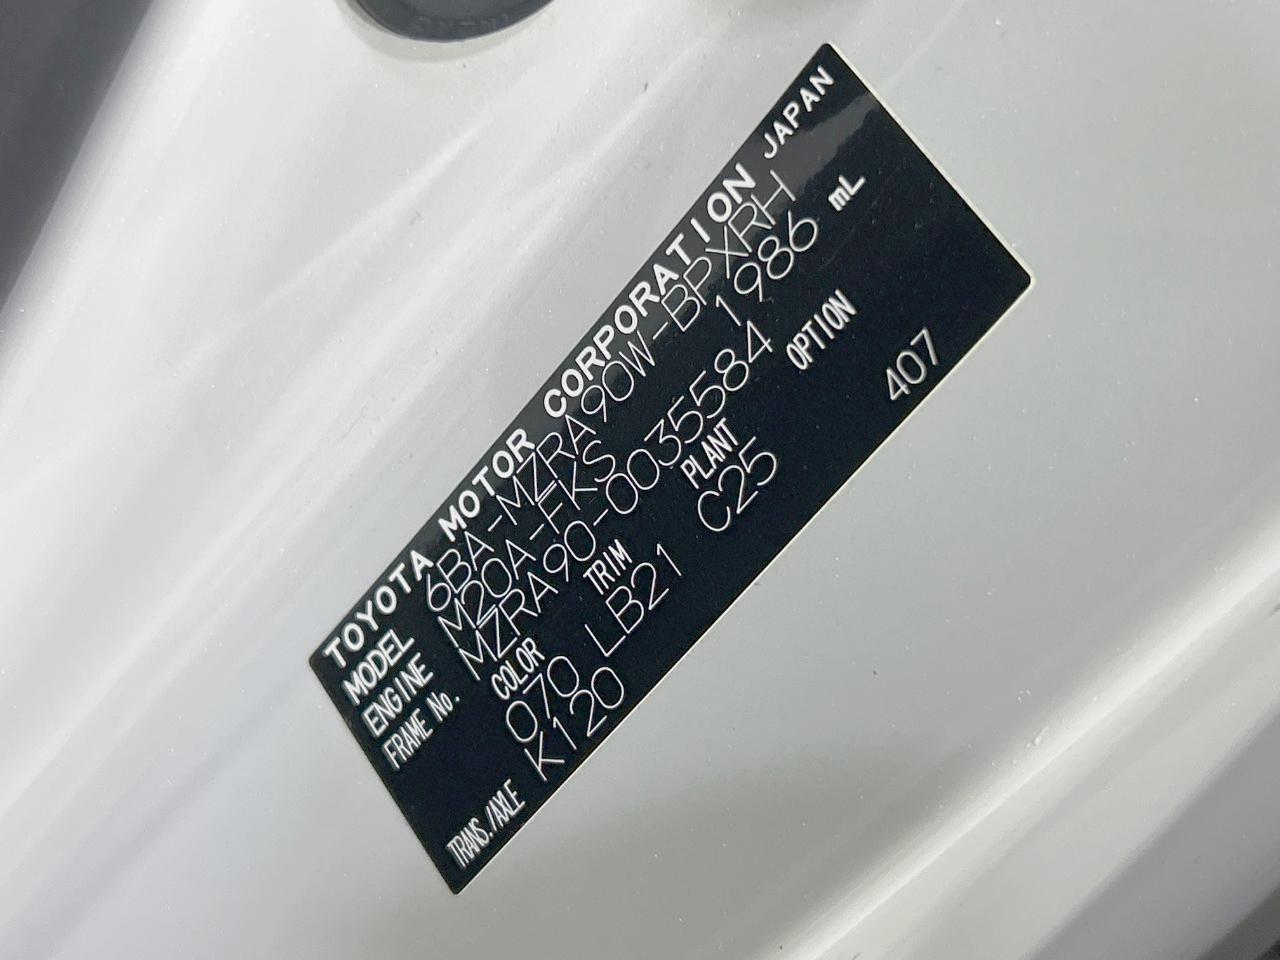 TOYOTA MOTOR CORPORATION JAPAN
MODEL 6BA-MZRA90W-BPXRH
ENGINE M20A-FKS 1986 mL
FRAME No. MZRA90-0035584
COLOR TRIM PLANT OPTION
070 LB21 C25 407
TRANS./AXLE K120